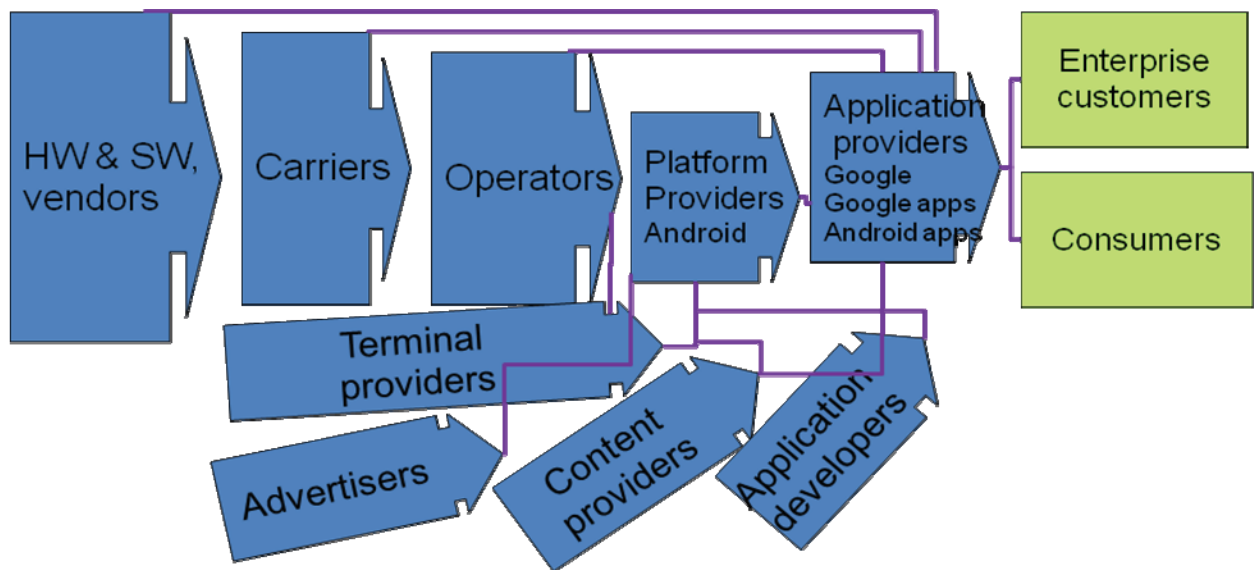 HW & SW,
vendors
Carriers
Operators
Platform
Providers
Android
Application
providers
Google
Google apps
Android apps
Enterprise
customers
Consumers
Terminal
providers
Advertisers
Content
providers
Application
developers